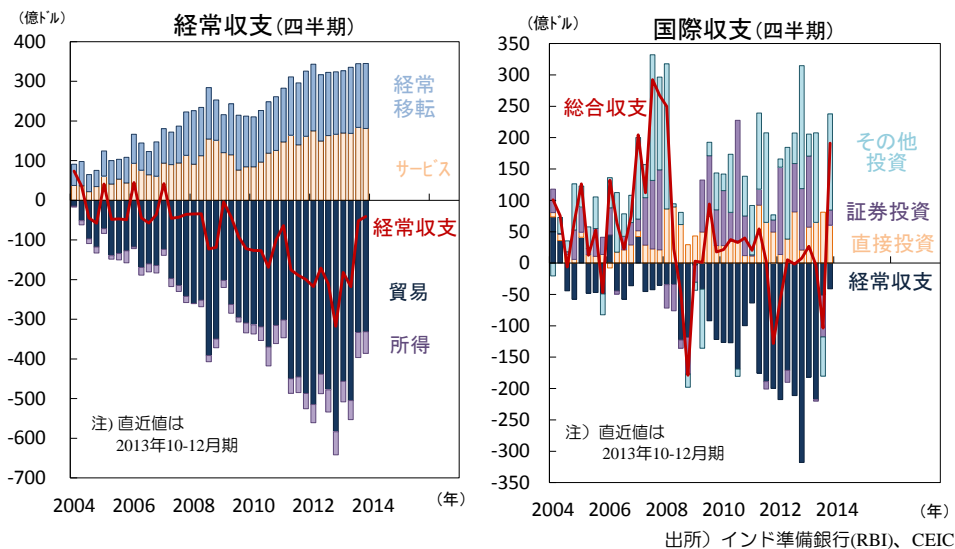 経常収支(四半期)
(億ドル)
400
300
200
100
0
-100
-200
-300
-400
-500
-600
-700
経常
移転
サービス
経常収支
貿易
所得
注) 直近値は
2013年10-12月期
2004 2006 2008 2010 2012 2014
(年)
国際収支(四半期)
(億ドル)
350
300
250
200
150
100
50
0
-50
-100
-150
-200
-250
-300
-350
総合収支
その他
投資
証券投資
直接投資
経常収支
注）直近値は
2013年10-12月期
2004 2006 2008 2010 2012 2014
(年)
出所）インド準備銀行(RBI)、CEIC